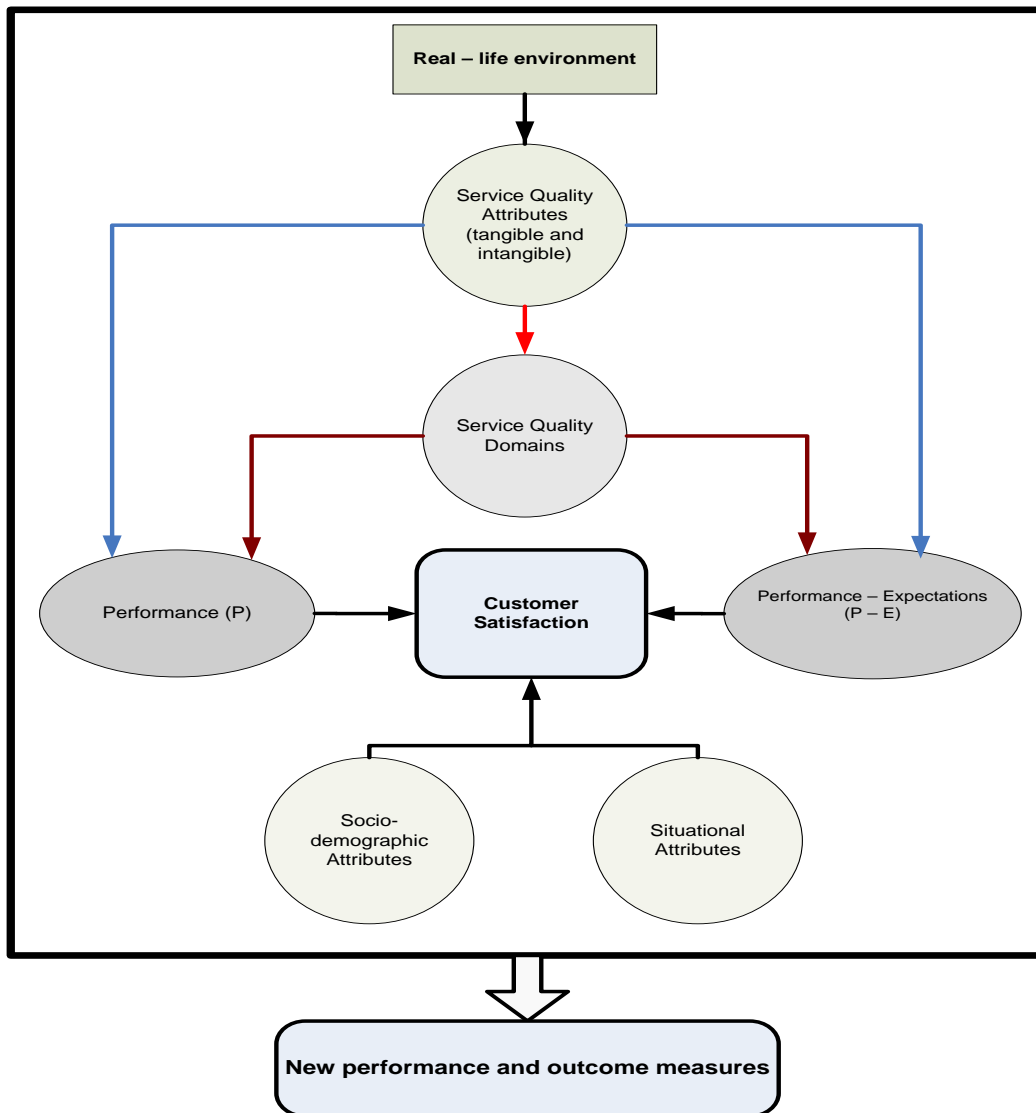 Real – life environment
Service Quality
Attributes
(tangible and
intangible)
Service Quality
Domains
Performance (P)
Customer
Satisfaction
Performance – Expectations
(P – E)
Socio-
demographic
Attributes
Situational
Attributes
New performance and outcome measures